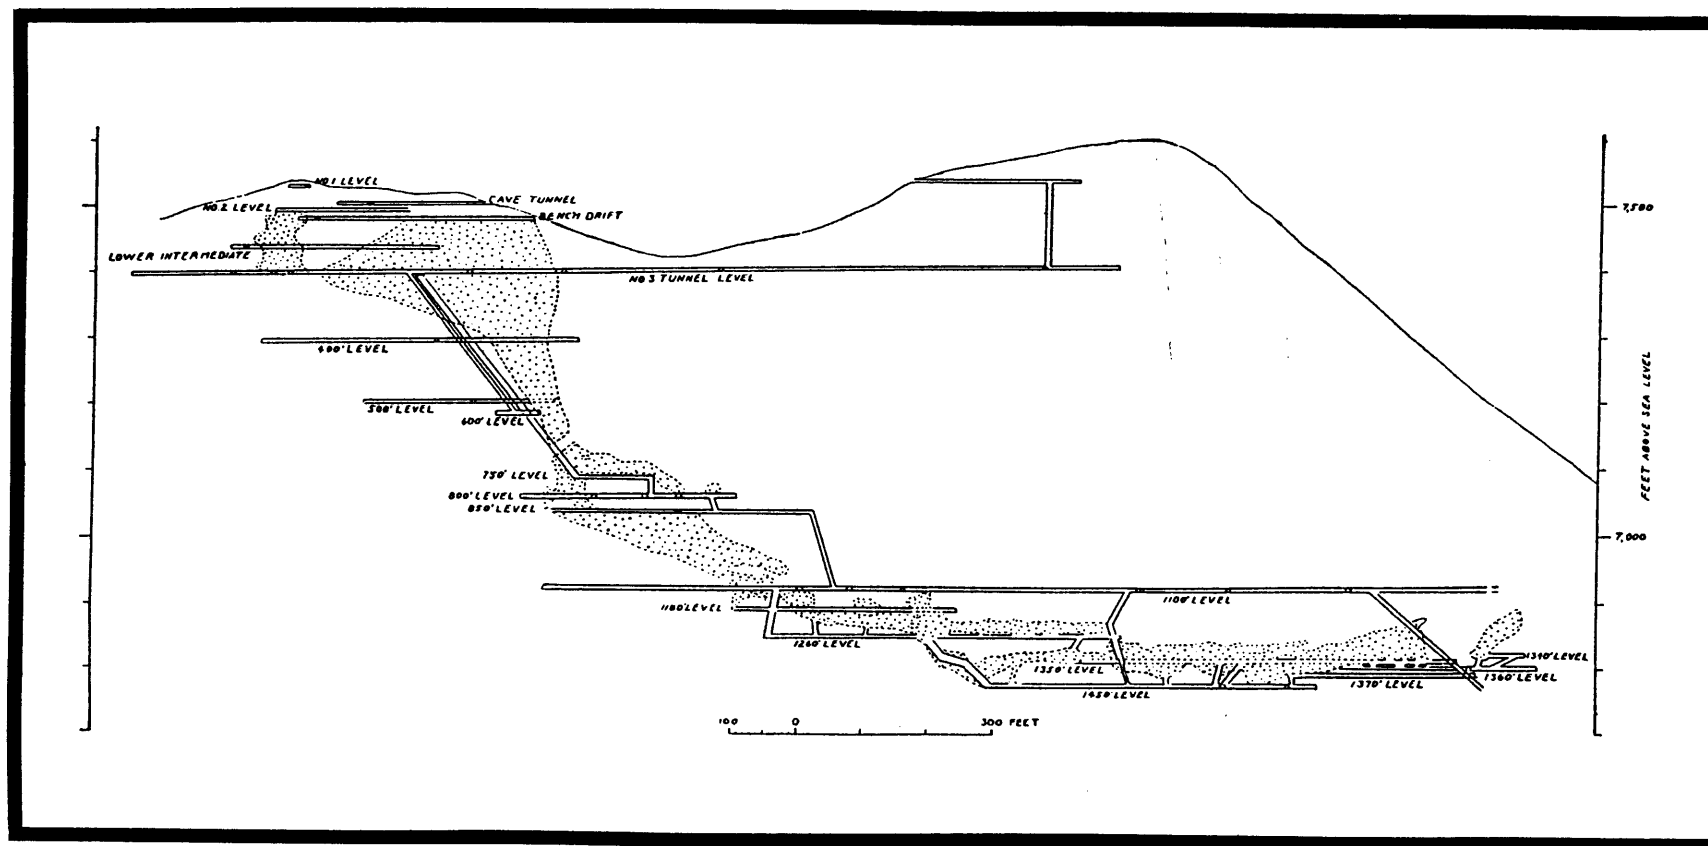 NO.1 LEVEL
CAVE TUNNEL
NO.2 LEVEL
7,500
BENCH DRIFT
LOWER INTERMEDIATE
NO 3 TUNNEL LEVEL
400' LEVEL
500' LEVEL
600' LEVEL
FEET ABOVE SEA LEVEL
750' LEVEL
800' LEVEL
850' LEVEL
7,000
1100' LEVEL
1180' LEVEL
1260' LEVEL
1340' LEVEL
1350' LEVEL
1360' LEVEL
1370' LEVEL
1450' LEVEL
100 0 300 FEET